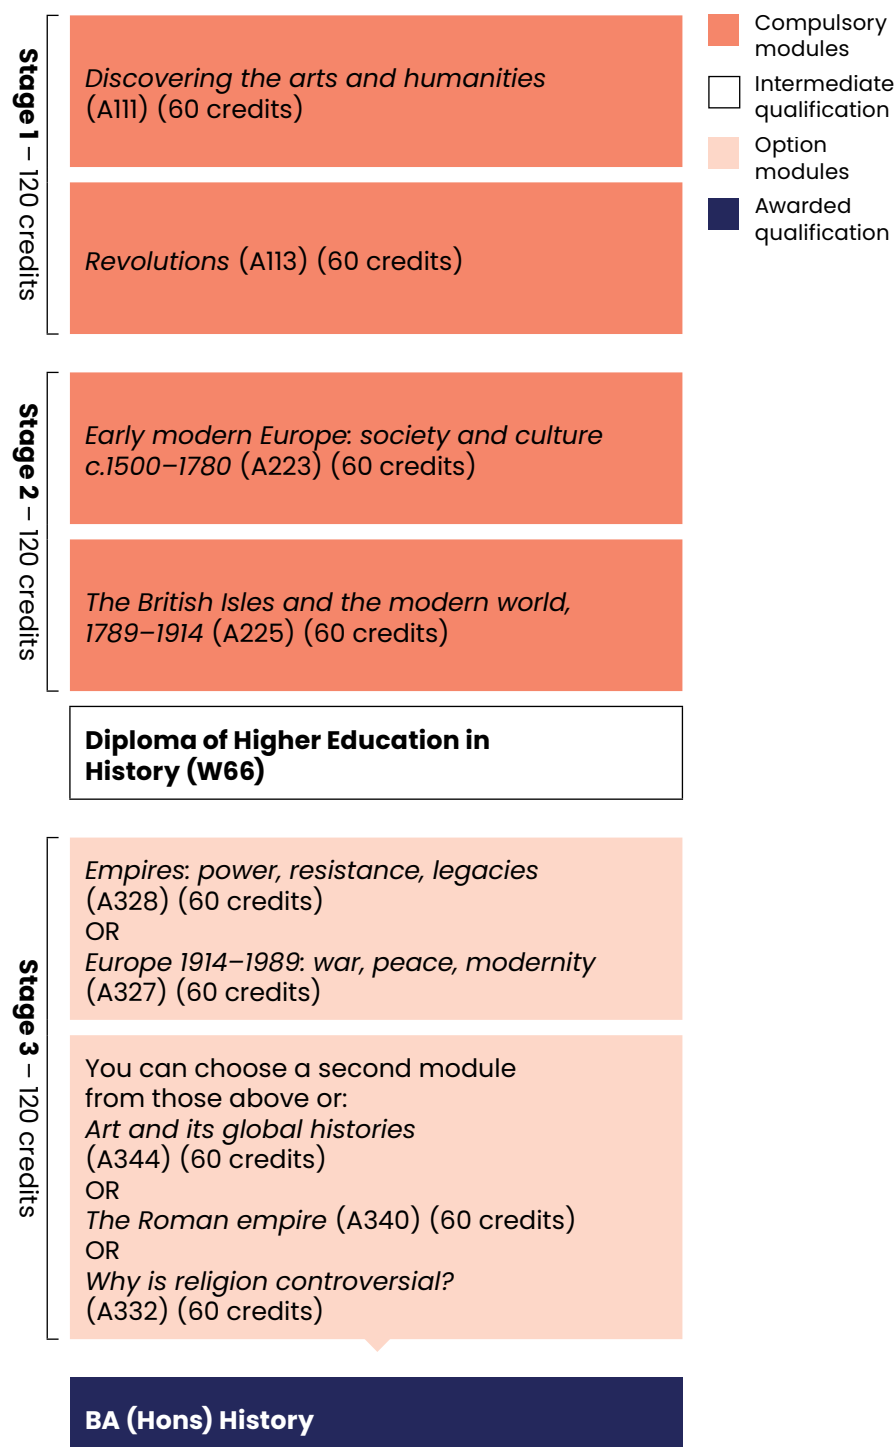 Stage 1 – 120 credits
Discovering the arts and humanities
(A111) (60 credits)
Revolutions (A113) (60 credits)
Compulsory
modules
Intermediate
qualification
Option
modules
Awarded
qualification
Stage 2 – 120 credits
Early modern Europe: society and culture
c.1500–1780 (A223) (60 credits)
The British Isles and the modern world,
1789–1914 (A225) (60 credits)
Diploma of Higher Education in
History (W66)
Stage 3 – 120 credits
Empires: power, resistance, legacies
(A328) (60 credits)
OR
Europe 1914–1989: war, peace, modernity
(A327) (60 credits)
You can choose a second module
from those above or:
Art and its global histories
(A344) (60 credits)
OR
The Roman empire (A340) (60 credits)
OR
Why is religion controversial?
(A332) (60 credits)
BA (Hons) History